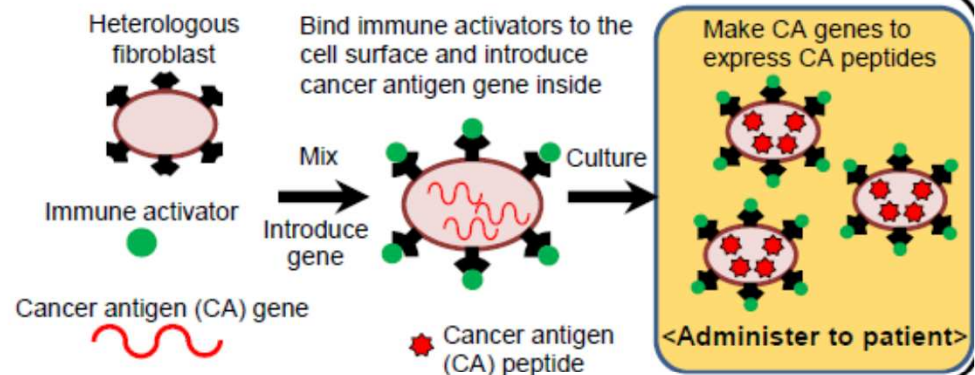 Heterologous
fibroblast
Bind immune activators to the
cell surface and introduce
cancer antigen gene inside
Make CA genes to
express CA peptides
Mix
Introduce
gene
Culture
Immune activator
Cancer antigen (CA) gene
Cancer antigen
(CA) peptide
<Administer to patient>